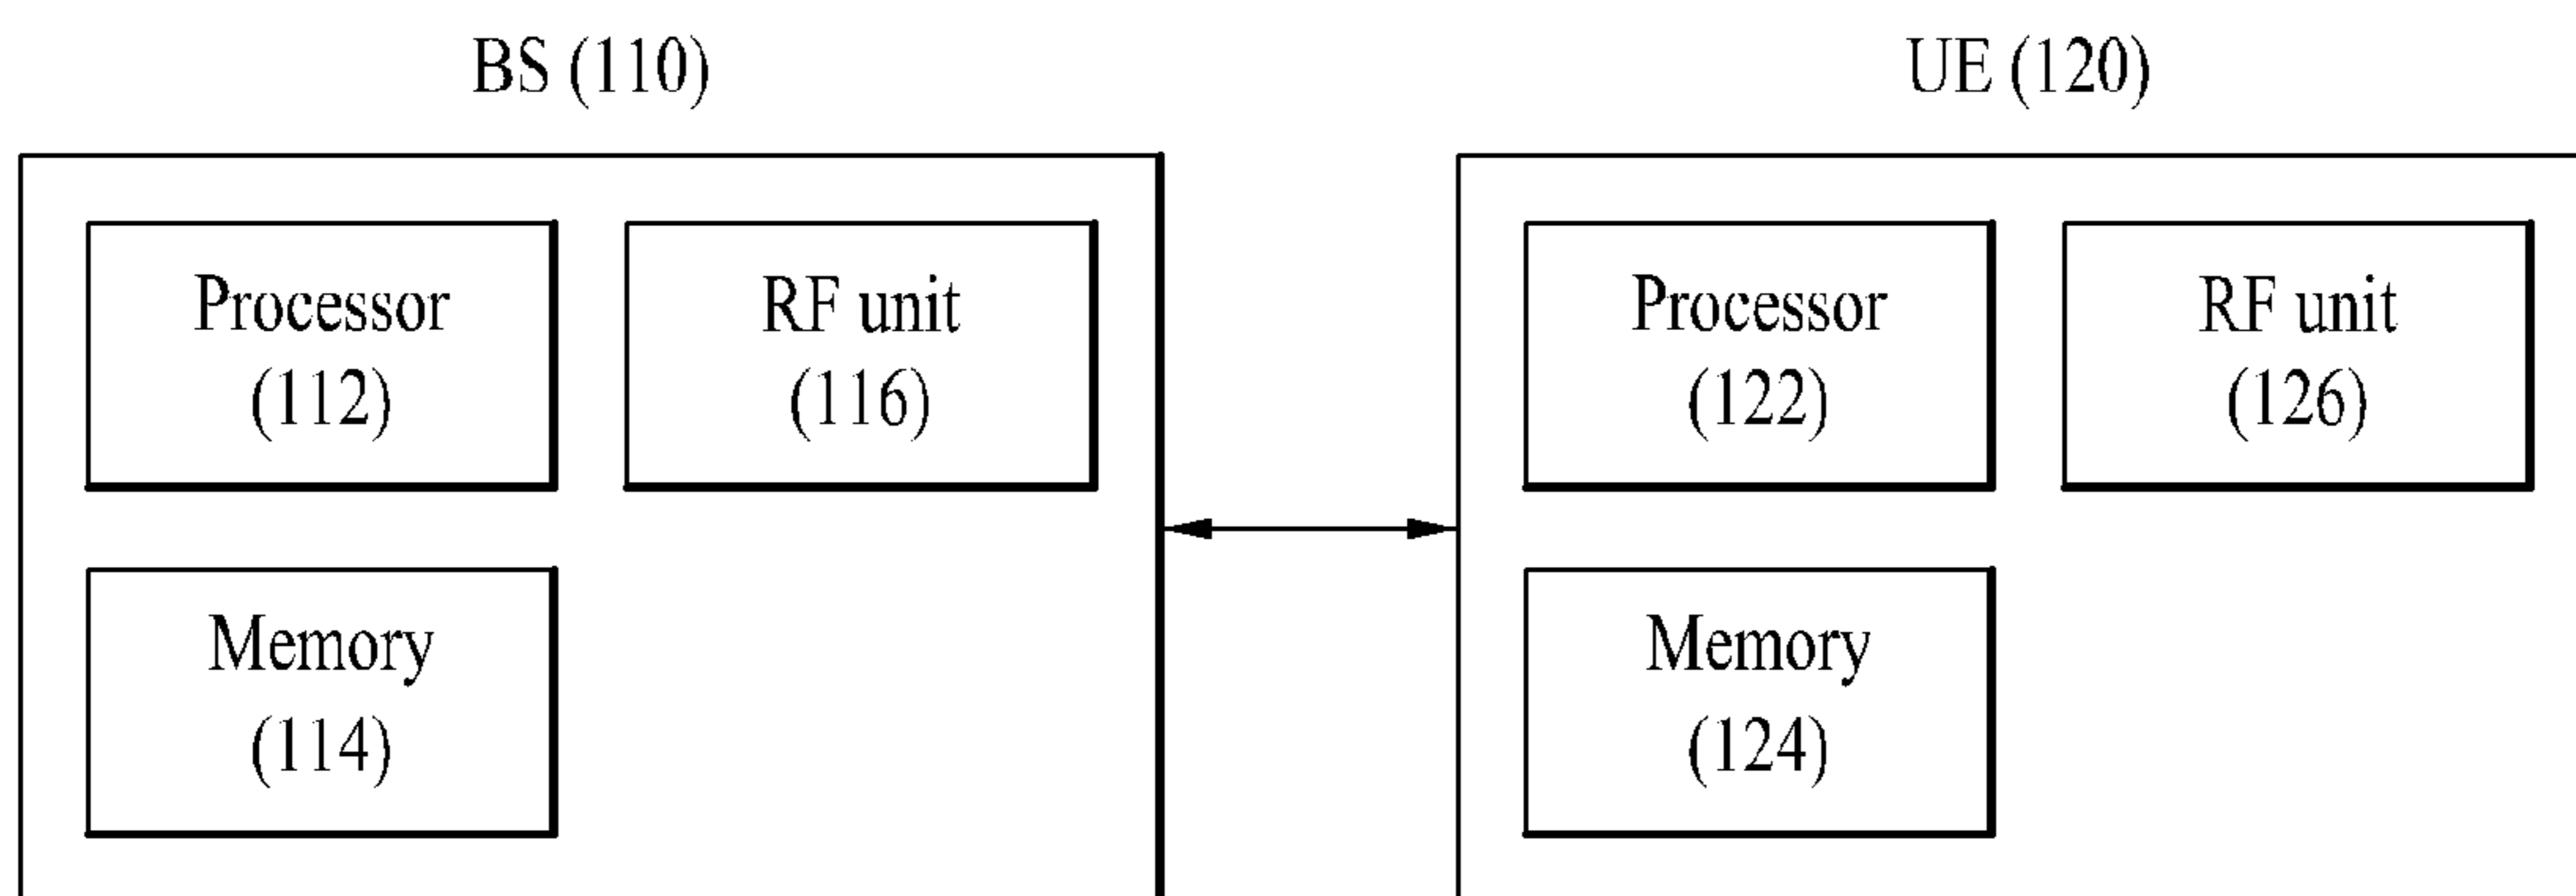 BS (110)
UE (120)
Processor
(112)
RF unit
(116)
Memory
(114)
Processor
(122)
RF unit
(126)
Memory
(124)